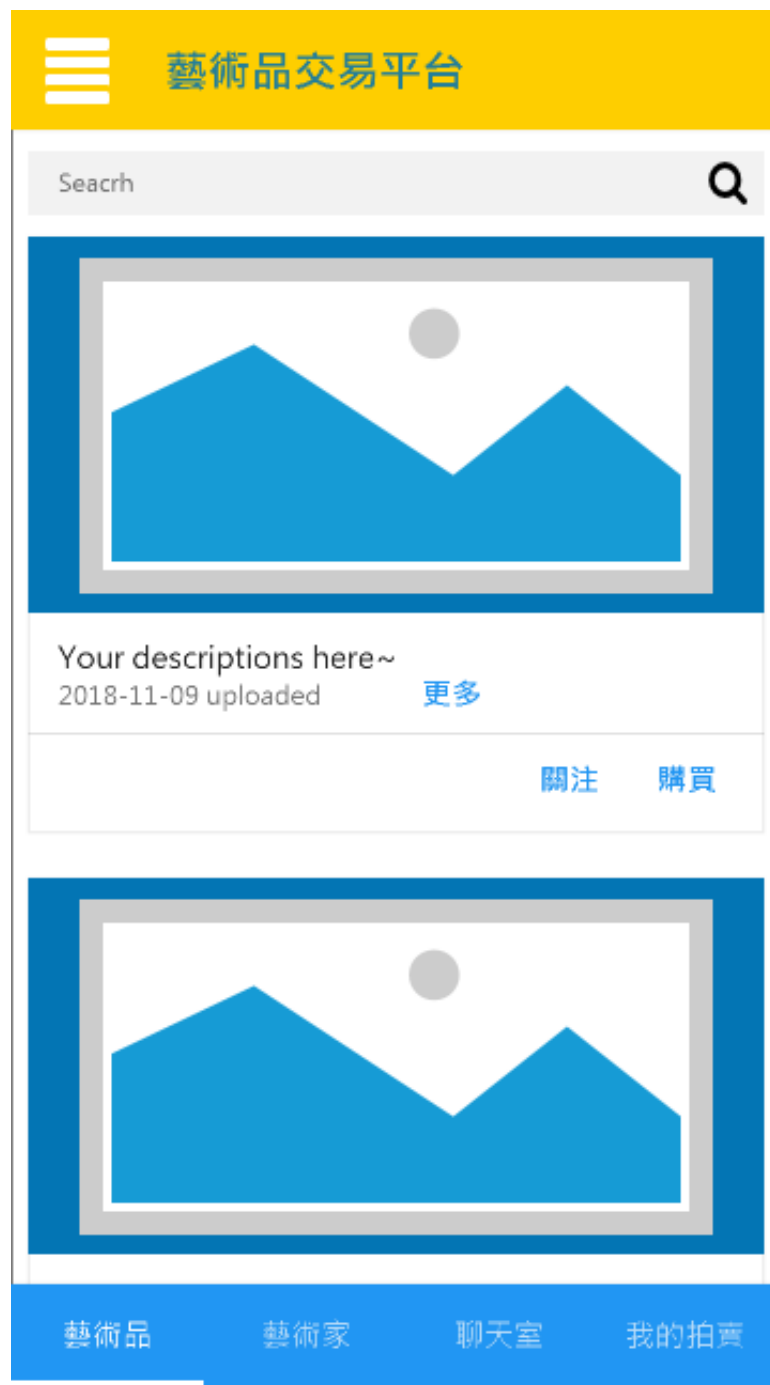 藝術品交易平台
Seacrh
Your descriptions here~
2018-11-09 uploaded 更多
關注 購買
藝術品 藝術家 聊天室 我的拍賣